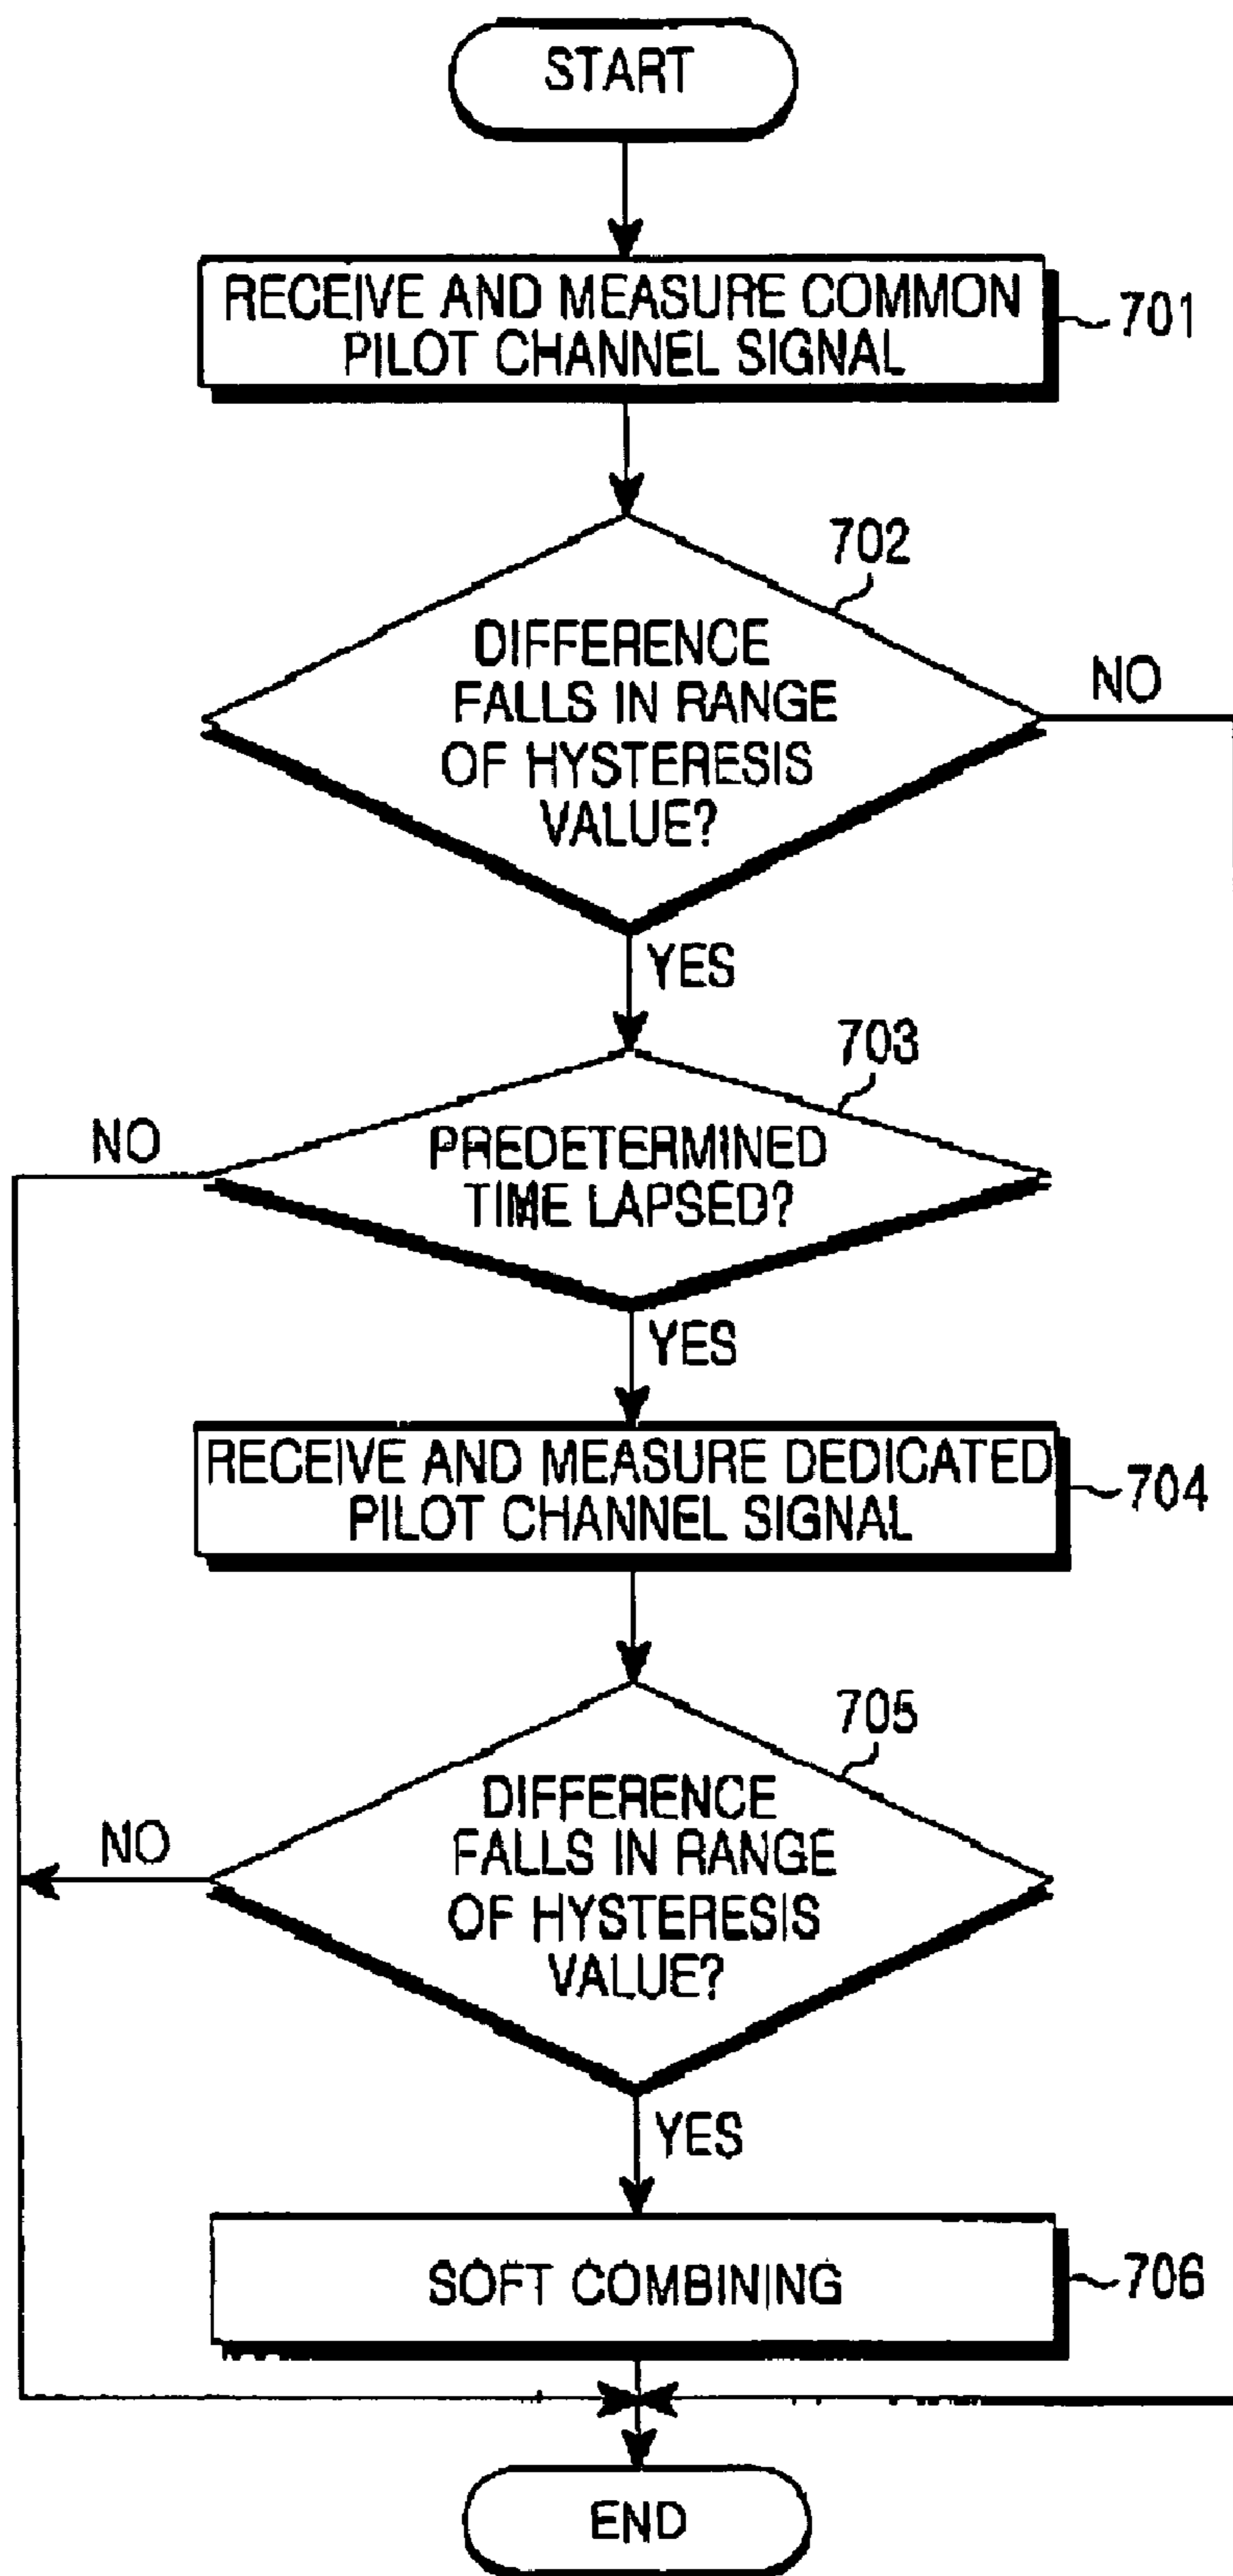 START
RECEIVE AND MEASURE COMMON
PILOT CHANNEL SIGNAL
701
702
DIFFERENCE
FALLS IN RANGE
OF HYSTERESIS
VALUE?
NO
YES
703
NO
PREDETERMINED
TIME LAPSED?
YES
RECEIVE AND MEASURE DEDICATED
PILOT CHANNEL SIGNAL
704
705
NO
DIFFERENCE
FALLS IN RANGE
OF HYSTERESIS
VALUE?
YES
SOFT COMBINING
706
END